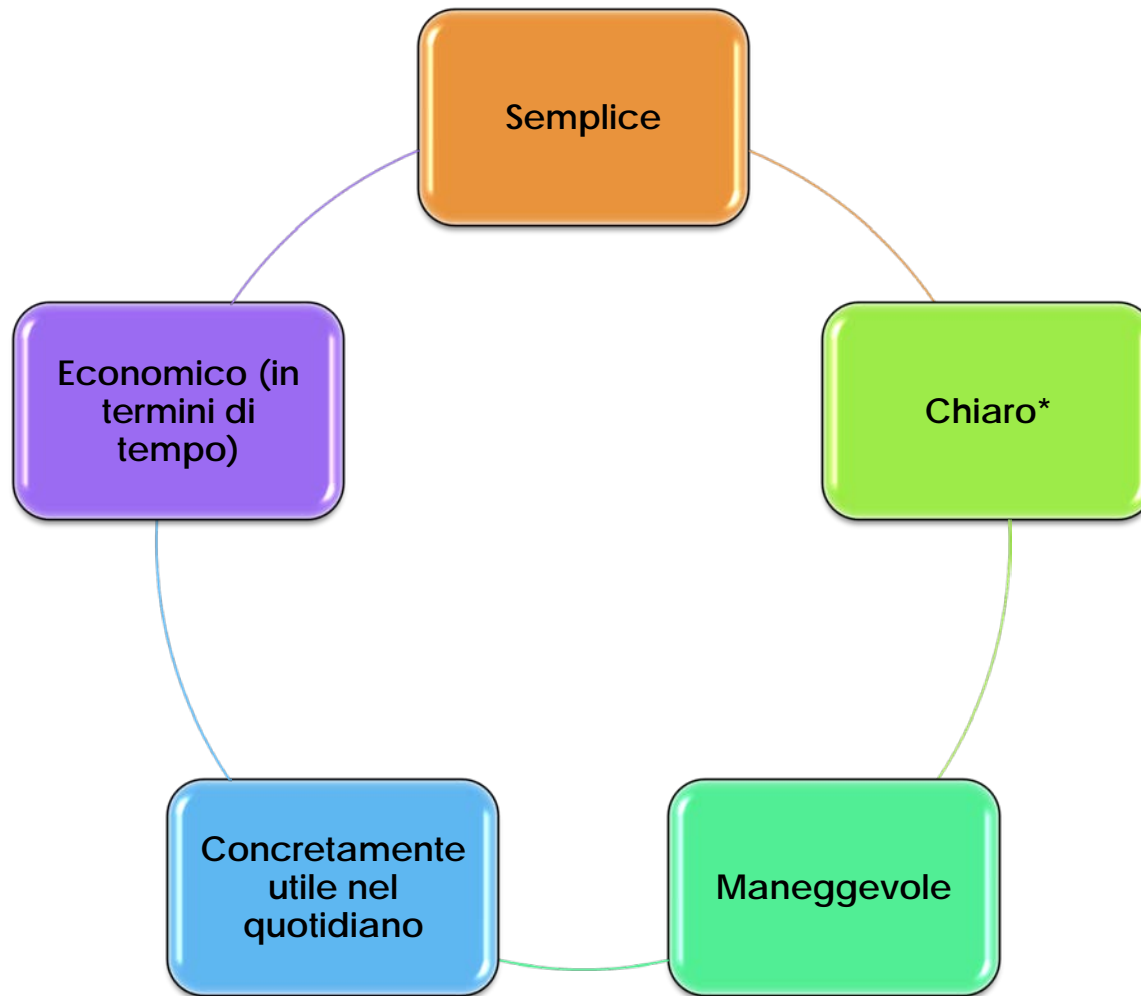 Semplice
Chiaro*
Maneggevole
Concretamente
utile nel
quotidiano
Economico (in
termini di
tempo)